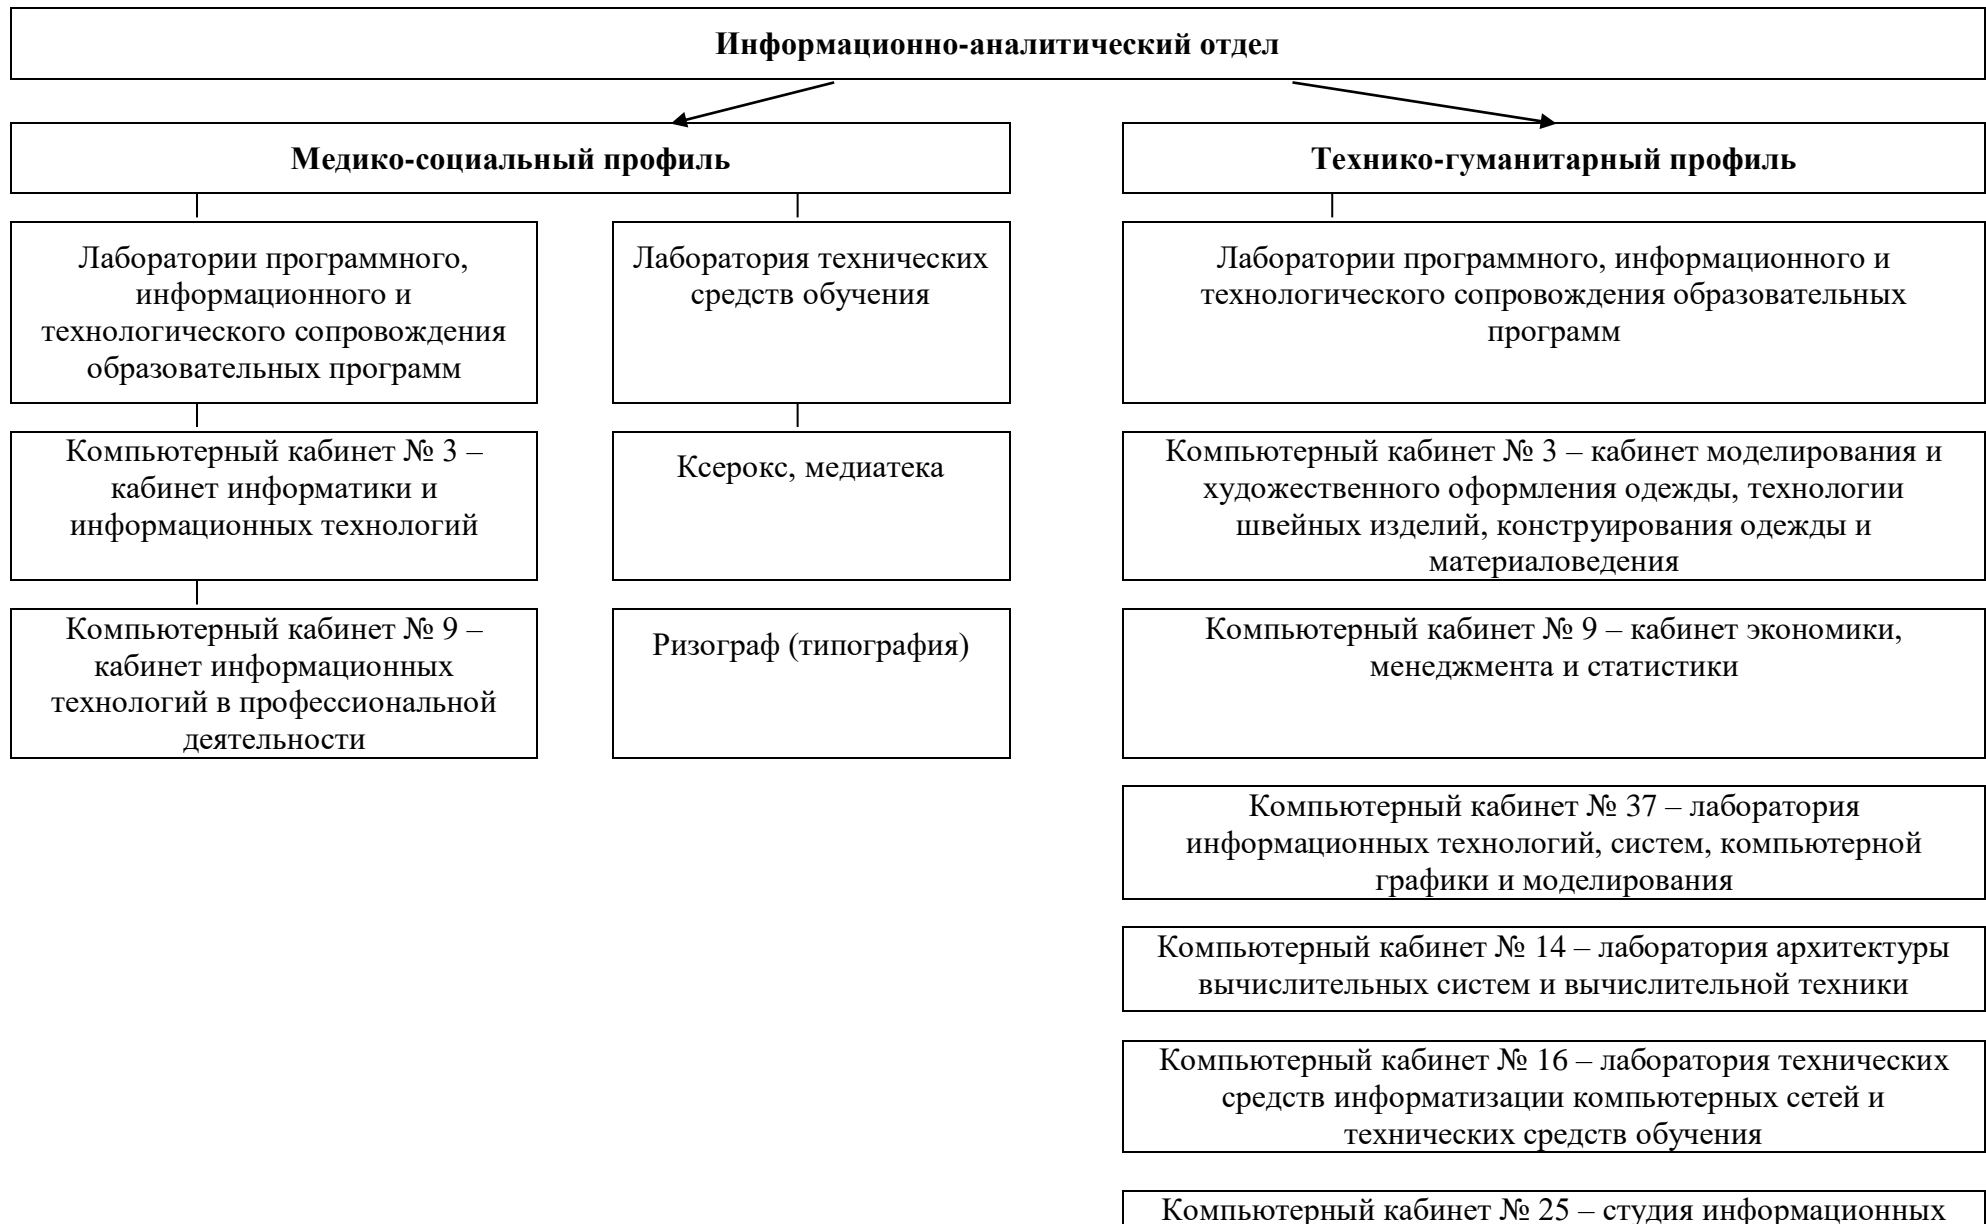 Информационно-аналитический отдел
Медико-социальный профиль
Технико-гуманитарный профиль
Лаборатории программного,
информационного и
технологического сопровождения
образовательных программ
Лаборатория технических
средств обучения
Лаборатории программного, информационного и
технологического сопровождения образовательных
программ
Компьютерный кабинет № 3 –
кабинет информатики и
информационных технологий
Ксерокс, медиатека
Компьютерный кабинет № 3 – кабинет моделирования и
художественного оформления одежды, технологии
швейных изделий, конструирования одежды и
материаловедения
Компьютерный кабинет № 9 –
кабинет информационных
технологий в профессиональной
деятельности
Ризограф (типография)
Компьютерный кабинет № 9 – кабинет экономики,
менеджмента и статистики
Компьютерный кабинет № 37 – лаборатория
информационных технологий, систем, компьютерной
графики и моделирования
Компьютерный кабинет № 14 – лаборатория архитектуры
вычислительных систем и вычислительной техники
Компьютерный кабинет № 16 – лаборатория технических
средств информатизации компьютерных сетей и
технических средств обучения
Компьютерный кабинет № 25 – студия информационных